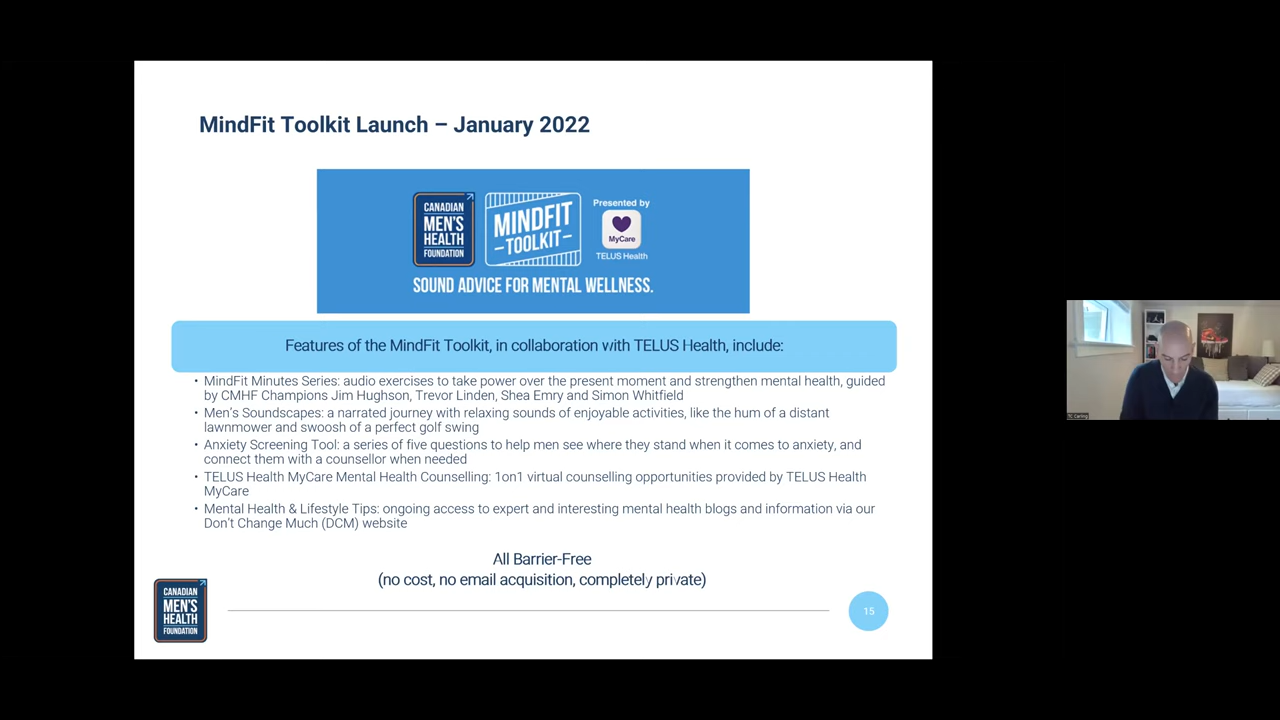 MindFit Toolkit Launch – January 2022
CANADIAN
MEN'S
HEALTH
FOUNDATION
MINDFIT
–TOOLKIT–
Presented by
MyCare
TELUS Health
SOUND ADVICE FOR MENTAL WELLNESS.
Features of the MindFit Toolkit, in collaboration with TELUS Health, include:
• MindFit Minutes Series: audio exercises to take power over the present moment and strengthen mental health, guided
by CMHF Champions Jim Hughson, Trevor Linden, Shea Emry and Simon Whitfield
• Men's Soundscapes: a narrated journey with relaxing sounds of enjoyable activities, like the hum of a distant
lawnmower and swoosh of a perfect golf swing
• Anxiety Screening Tool: a series of five questions to help men see where they stand when it comes to anxiety, and
connect them with a counsellor when needed
• TELUS Health MyCare Mental Health Counselling: 1on1 virtual counselling opportunities provided by TELUS Health
MyCare
• Mental Health & Lifestyle Tips: ongoing access to expert and interesting mental health blogs and information via our
Don't Change Much (DCM) website
All Barrier-Free
(no cost, no email acquisition, completely private)
CANADIAN
MEN'S
HEALTH
FOUNDATION
15
TC Carling